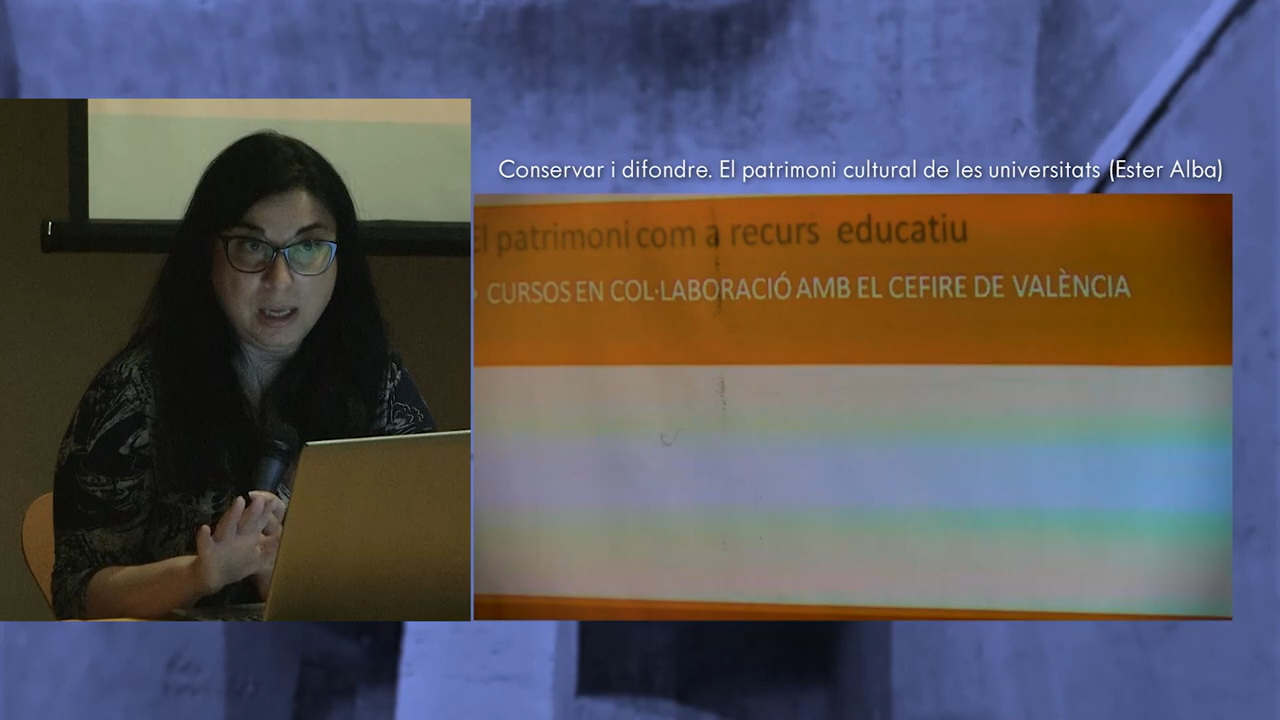 Conservar i difondre. El patrimoni cultural de les universitats (Ester Alba)
El patrimoni com a recurs educatiu
CURSOS EN COL·LABORACIÓ AMB EL CEFIRE DE VALÈNCIA